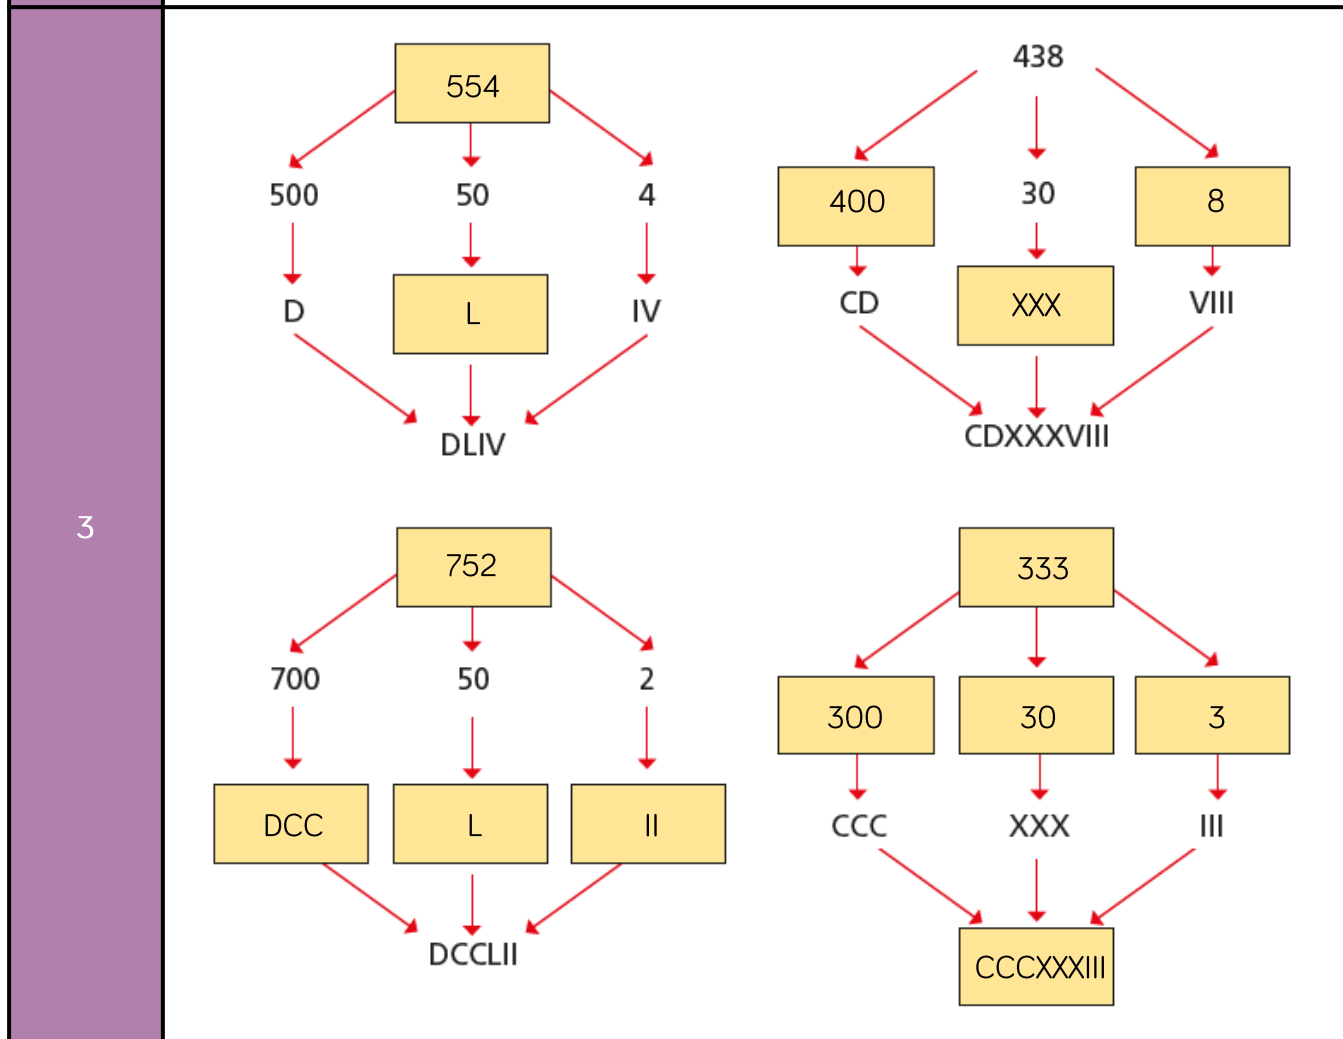 3
554
500 50 4
D L IV
DLIV
438
400 30 8
CD XXX VIII
CDXXXVIII
752
700 50 2
DCC L II
DCCLII
333
300 30 3
CCC XXX III
CCCXXXIII